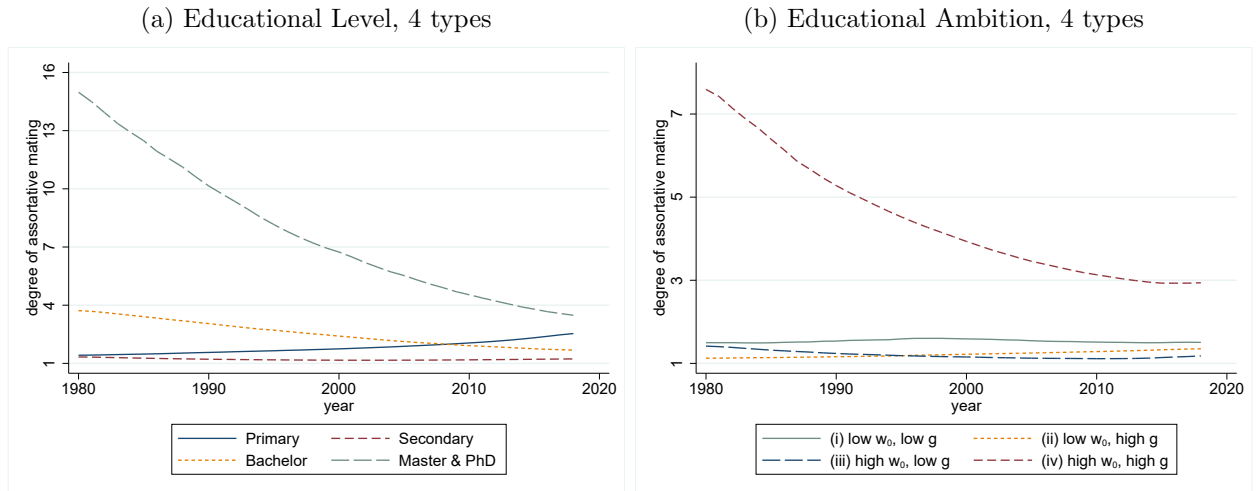 (a) Educational Level, 4 types
degree of assortative mating
16
13
10
7
4
1
1980
1990
2000
2010
2020
year
Primary
Secondary
Bachelor
Master & PhD
(b) Educational Ambition, 4 types
degree of assortative mating
7
5
3
1
1980
1990
2000
2010
2020
year
(i) low w₀, low g
(ii) low w₀, high g
(iii) high w₀, low g
(iv) high w₀, high g